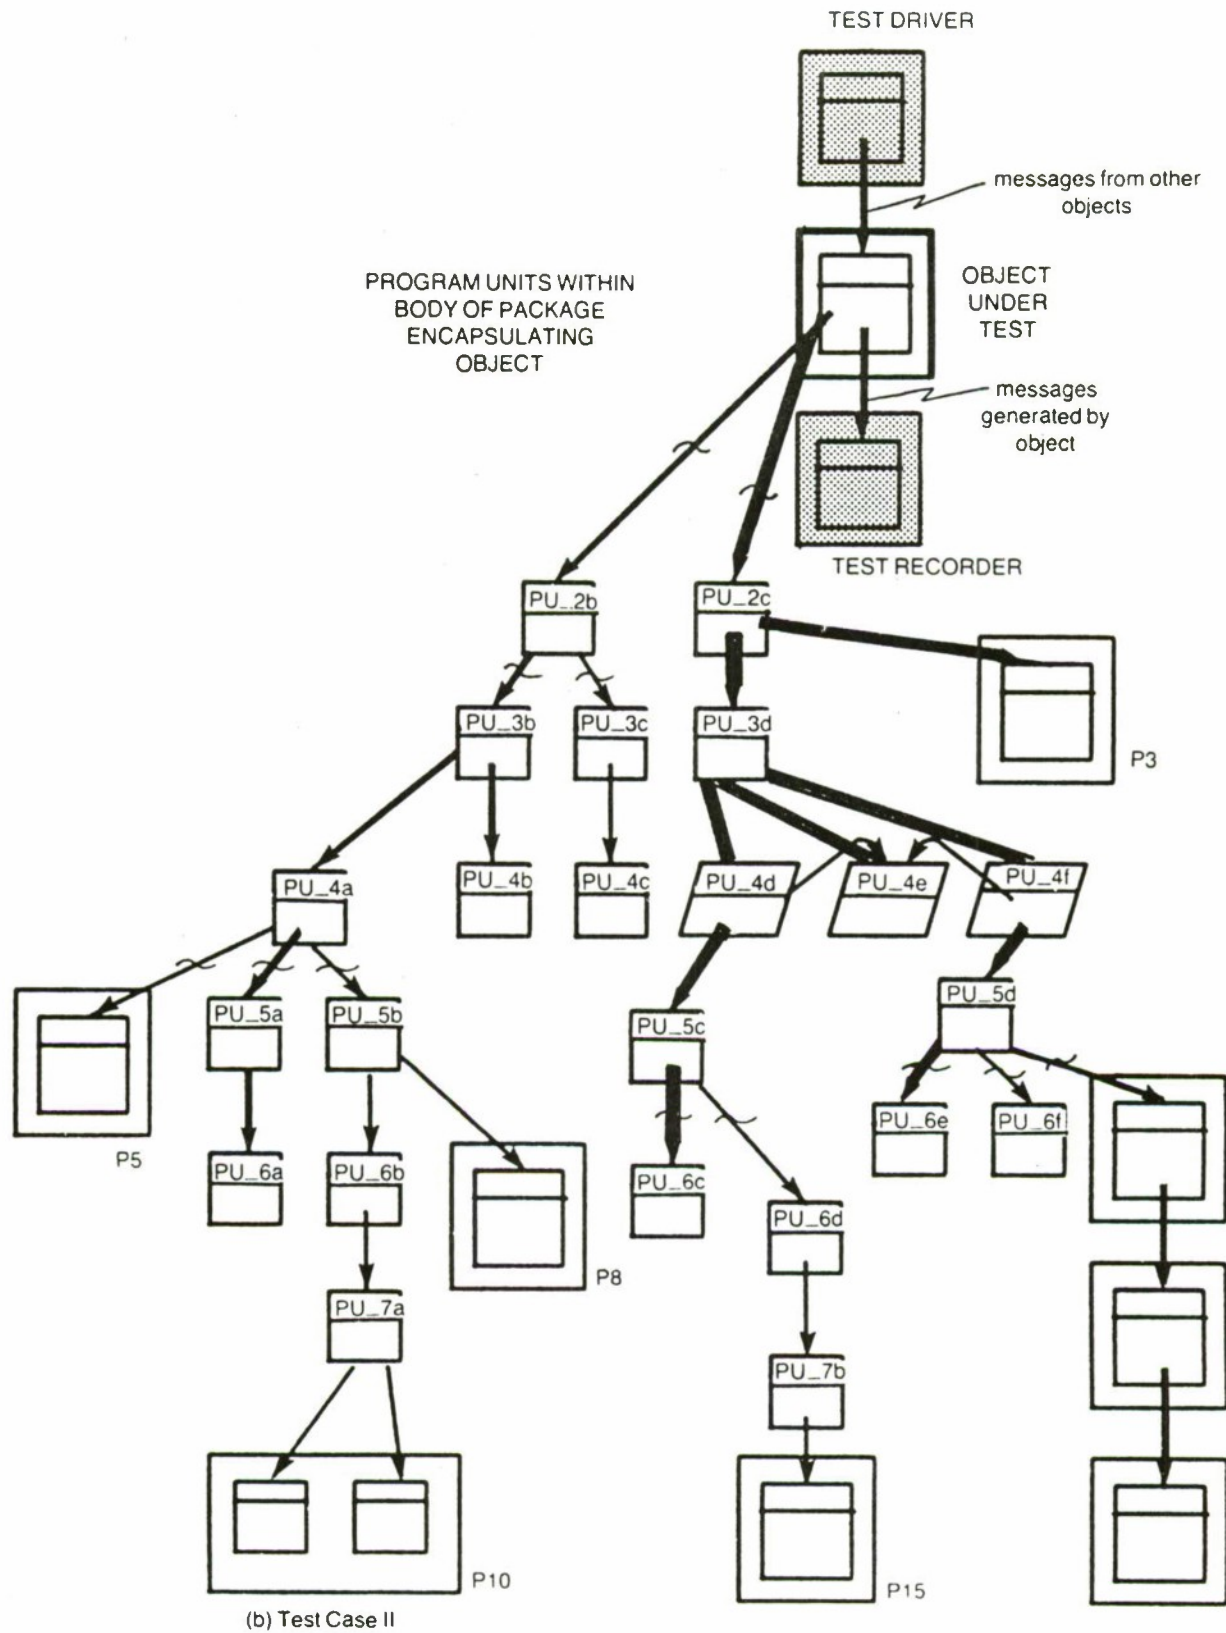 TEST DRIVER
messages from other
objects
PROGRAM UNITS WITHIN
BODY OF PACKAGE
ENCAPSULATING
OBJECT
OBJECT
UNDER
TEST
messages
generated by
object
TEST RECORDER
PU_2b
PU_2c
PU_3b
PU_3c
PU_3d
P3
PU_4a
PU_4b
PU_4c
PU_4d
PU_4e
PU_4f
PU_5a
PU_5b
PU_5c
PU_5d
P5
PU_6a
PU_6b
PU_6c
PU_6d
PU_6e
PU_6f
P8
PU_7a
PU_7b
P10
P15
(b) Test Case II